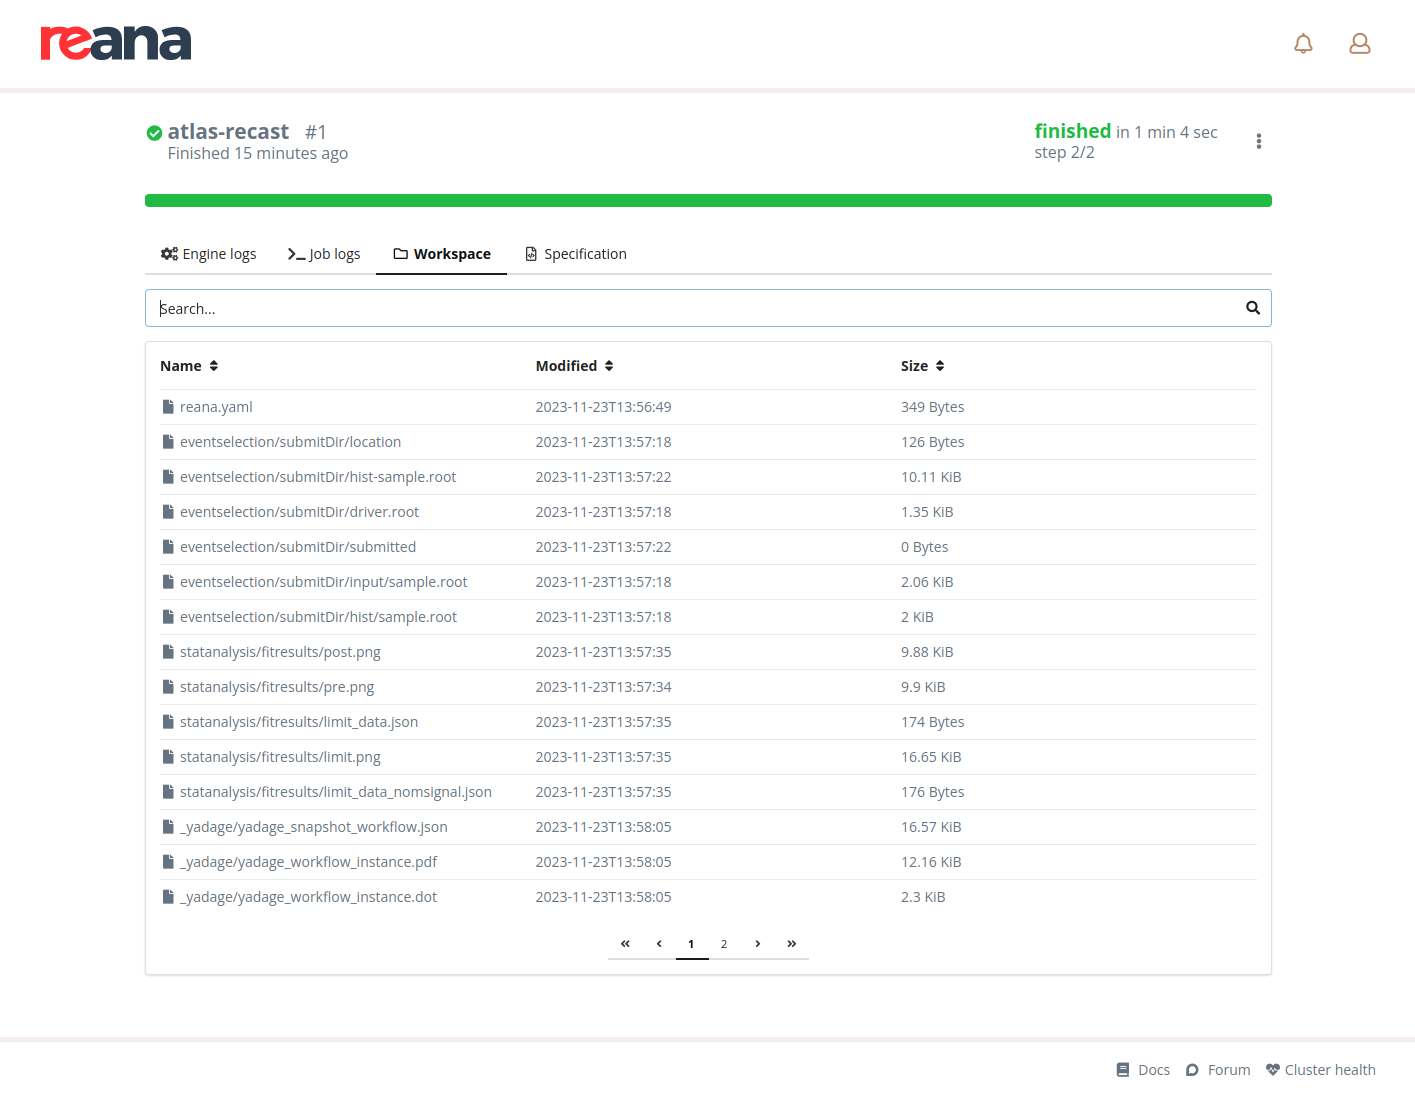 reana
atlas-recast #1
Finished 15 minutes ago
finished in 1 min 4 sec
step 2/2
Engine logs Job logs Workspace Specification
Search...
Name Modified Size
reana.yaml 2023-11-23T13:56:49 349 Bytes
eventselection/submitDir/location 2023-11-23T13:57:18 126 Bytes
eventselection/submitDir/hist-sample.root 2023-11-23T13:57:22 10.11 KiB
eventselection/submitDir/driver.root 2023-11-23T13:57:18 1.35 KiB
eventselection/submitDir/submitted 2023-11-23T13:57:22 0 Bytes
eventselection/submitDir/input/sample.root 2023-11-23T13:57:18 2.06 KiB
eventselection/submitDir/hist/sample.root 2023-11-23T13:57:18 2 KiB
statanalysis/fitresults/post.png 2023-11-23T13:57:35 9.88 KiB
statanalysis/fitresults/pre.png 2023-11-23T13:57:34 9.9 KiB
statanalysis/fitresults/limit_data.json 2023-11-23T13:57:35 174 Bytes
statanalysis/fitresults/limit.png 2023-11-23T13:57:35 16.65 KiB
statanalysis/fitresults/limit_data_nomsignal.json 2023-11-23T13:57:35 176 Bytes
_yadage/yadage_snapshot_workflow.json 2023-11-23T13:58:05 16.57 KiB
_yadage/yadage_workflow_instance.pdf 2023-11-23T13:58:05 12.16 KiB
_yadage/yadage_workflow_instance.dot 2023-11-23T13:58:05 2.3 KiB
« ‹ 1 2 › »
Docs Forum Cluster health